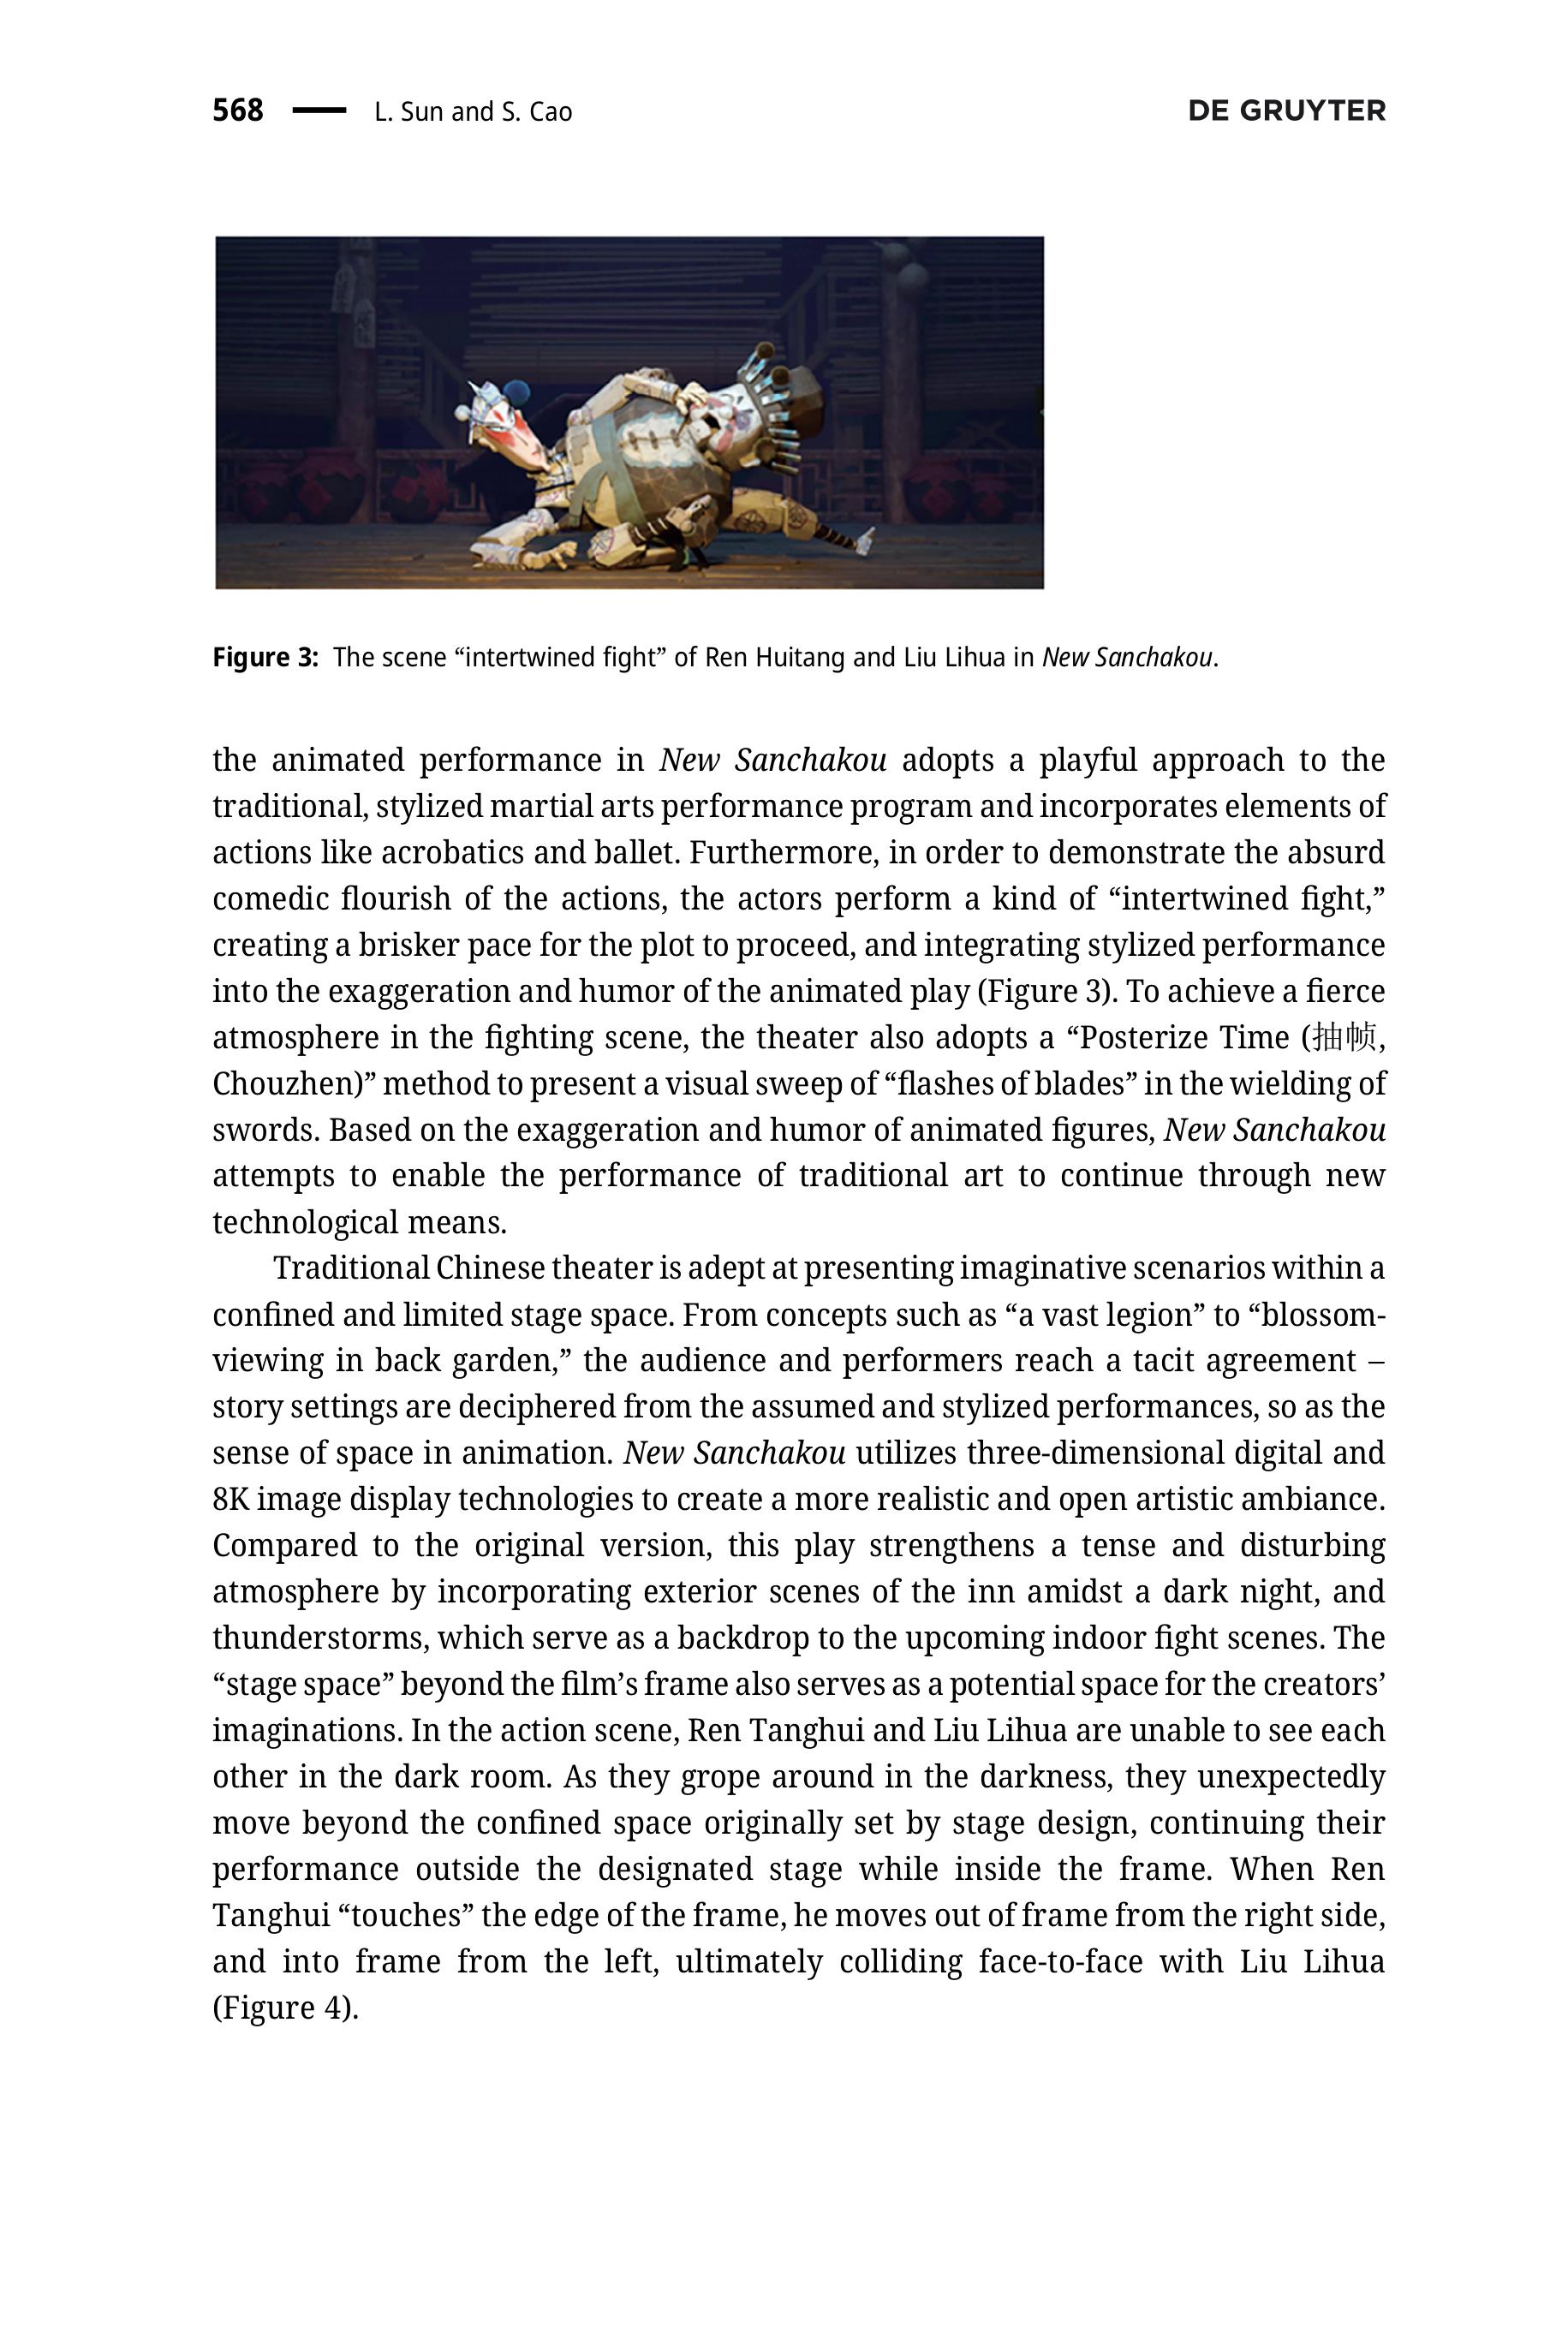 568 — L. Sun and S. Cao DE GRUYTER
Figure 3: The scene “intertwined fight” of Ren Huitang and Liu Lihua in New Sanchakou.
the animated performance in New Sanchakou adopts a playful approach to the
traditional, stylized martial arts performance program and incorporates elements of
actions like acrobatics and ballet. Furthermore, in order to demonstrate the absurd
comedic flourish of the actions, the actors perform a kind of “intertwined fight,”
creating a brisker pace for the plot to proceed, and integrating stylized performance
into the exaggeration and humor of the animated play (Figure 3). To achieve a fierce
atmosphere in the fighting scene, the theater also adopts a “Posterize Time (抽帧,
Chouzhen)” method to present a visual sweep of “flashes of blades” in the wielding of
swords. Based on the exaggeration and humor of animated figures, New Sanchakou
attempts to enable the performance of traditional art to continue through new
technological means.
Traditional Chinese theater is adept at presenting imaginative scenarios within a
confined and limited stage space. From concepts such as “a vast legion” to “blossom-
viewing in back garden,” the audience and performers reach a tacit agreement –
story settings are deciphered from the assumed and stylized performances, so as the
sense of space in animation. New Sanchakou utilizes three-dimensional digital and
8K image display technologies to create a more realistic and open artistic ambiance.
Compared to the original version, this play strengthens a tense and disturbing
atmosphere by incorporating exterior scenes of the inn amidst a dark night, and
thunderstorms, which serve as a backdrop to the upcoming indoor fight scenes. The
“stage space” beyond the film’s frame also serves as a potential space for the creators’
imaginations. In the action scene, Ren Tanghui and Liu Lihua are unable to see each
other in the dark room. As they grope around in the darkness, they unexpectedly
move beyond the confined space originally set by stage design, continuing their
performance outside the designated stage while inside the frame. When Ren
Tanghui “touches” the edge of the frame, he moves out of frame from the right side,
and into frame from the left, ultimately colliding face-to-face with Liu Lihua
(Figure 4).